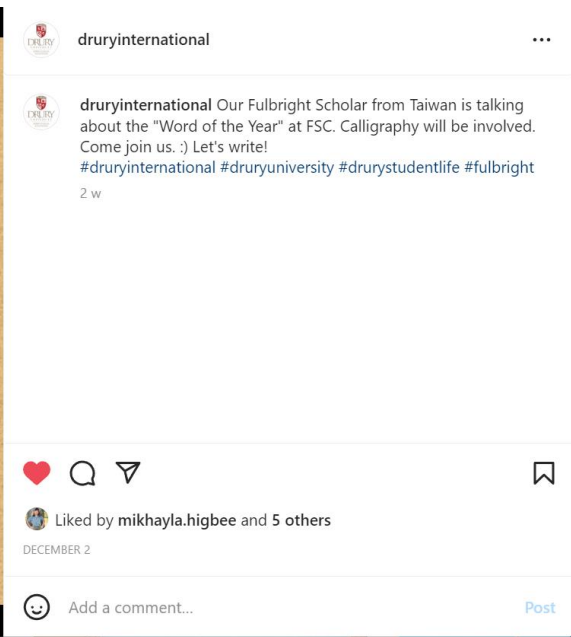 druryinternational
druryinternational Our Fulbright Scholar from Taiwan is talking
about the "Word of the Year" at FSC. Calligraphy will be involved.
Come join us. :) Let's write!
#druryinternational #druryuniversity #drurystudentlife #fulbright
2 w
Liked by mikhayla.higbee and 5 others
DECEMBER 2
Add a comment...
Post